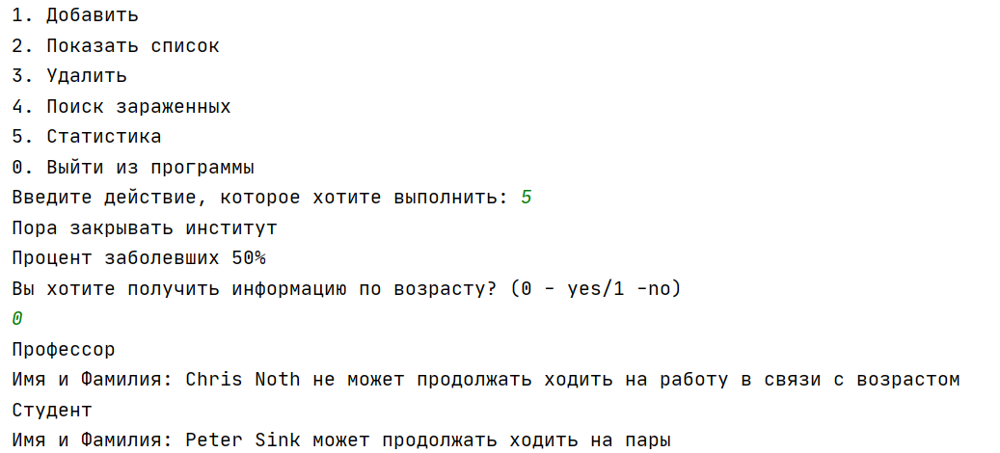 1. Добавить
2. Показать список
3. Удалить
4. Поиск зараженных
5. Статистика
0. Выйти из программы
Введите действие, которое хотите выполнить: 5
Пора закрывать институт
Процент заболевших 50%
Вы хотите получить информацию по возрасту? (0 - yes/1 -no)
0
Профессор
Имя и Фамилия: Chris Noth не может продолжать ходить на работу в связи с возрастом
Студент
Имя и Фамилия: Peter Sink может продолжать ходить на пары